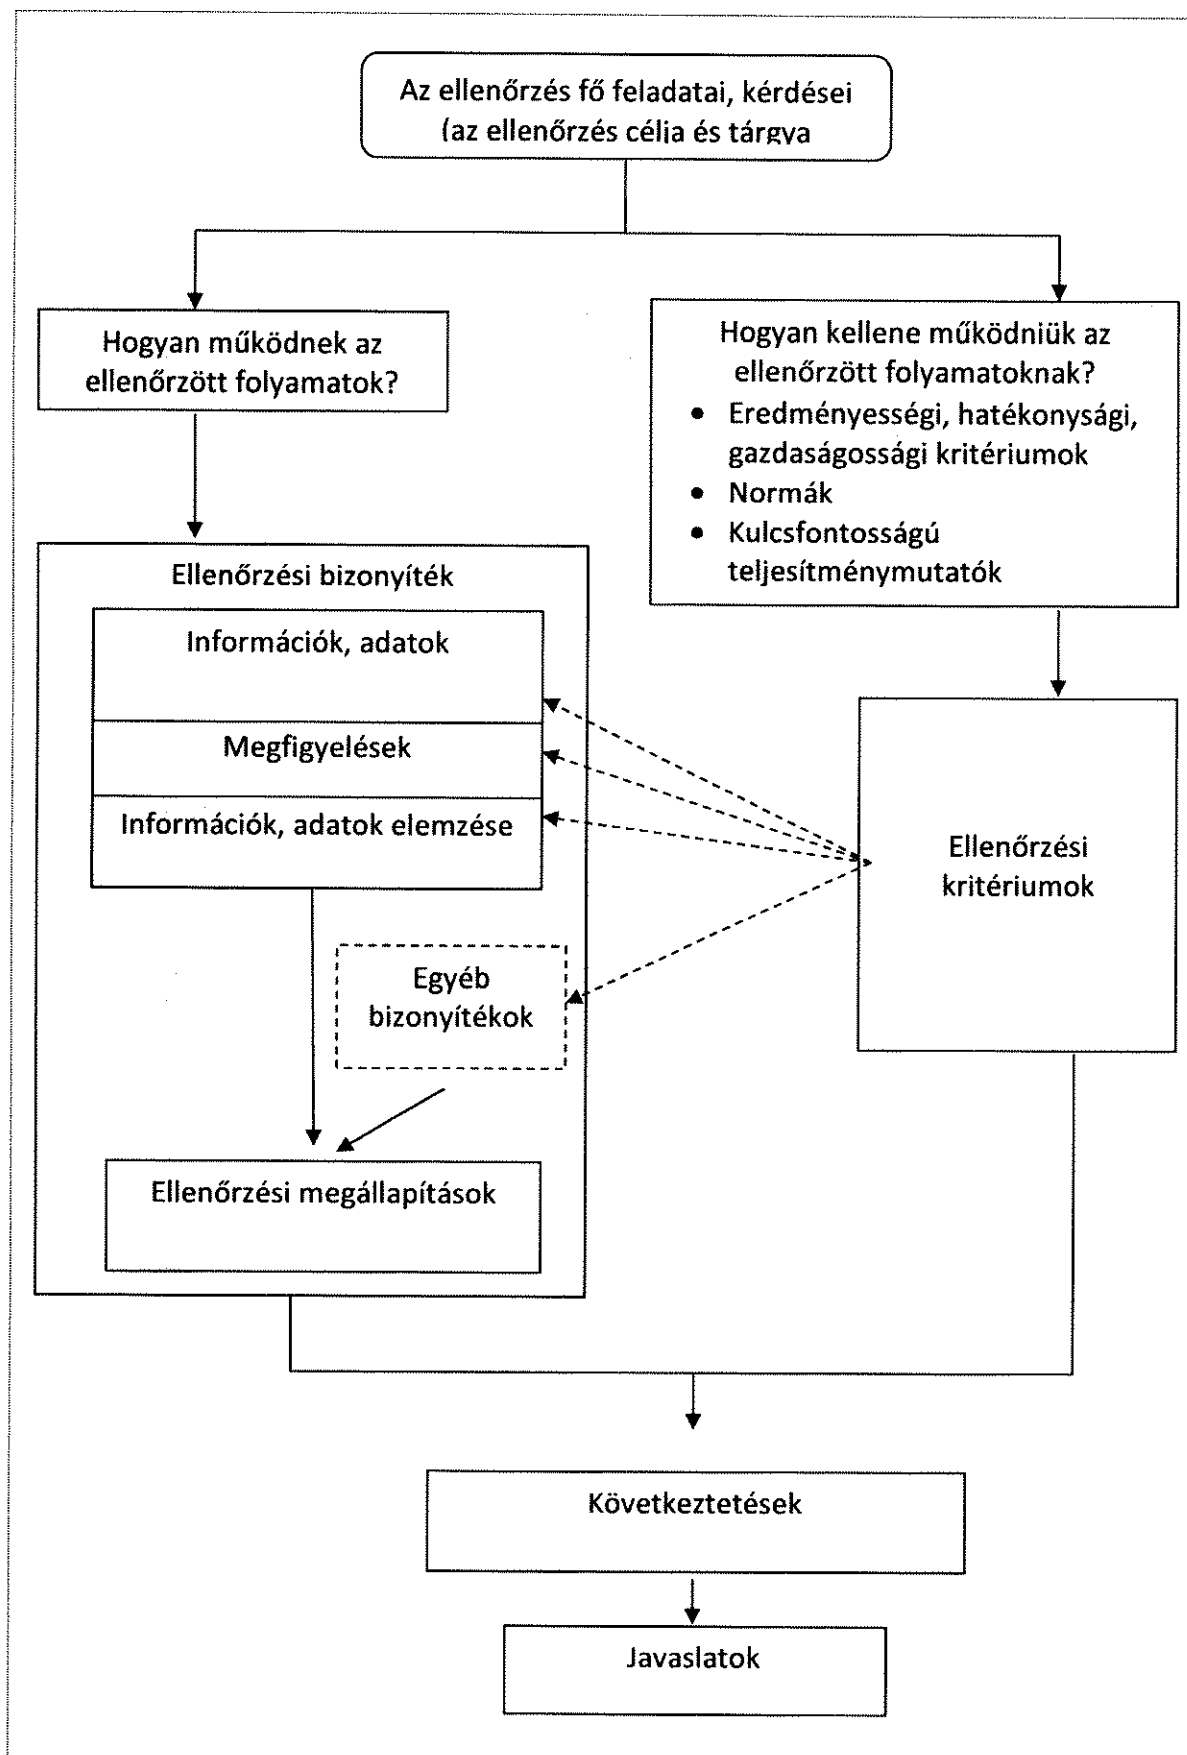 Az ellenőrzés fő feladatai, kérdései
(az ellenőrzés célja és tárgya
Hogyan működnek az
ellenőrzött folyamatok?
Hogyan kellene működniük az
ellenőrzött folyamatoknak?
• Eredményességi, hatékonysági,
gazdaságossági kritériumok
• Normák
• Kulcsfontosságú
teljesítménymutatók
Ellenőrzési bizonyíték
Információk, adatok
Megfigyelések
Információk, adatok elemzése
Egyéb
bizonyítékok
Ellenőrzési megállapítások
Ellenőrzési
kritériumok
Következtetések
Javaslatok